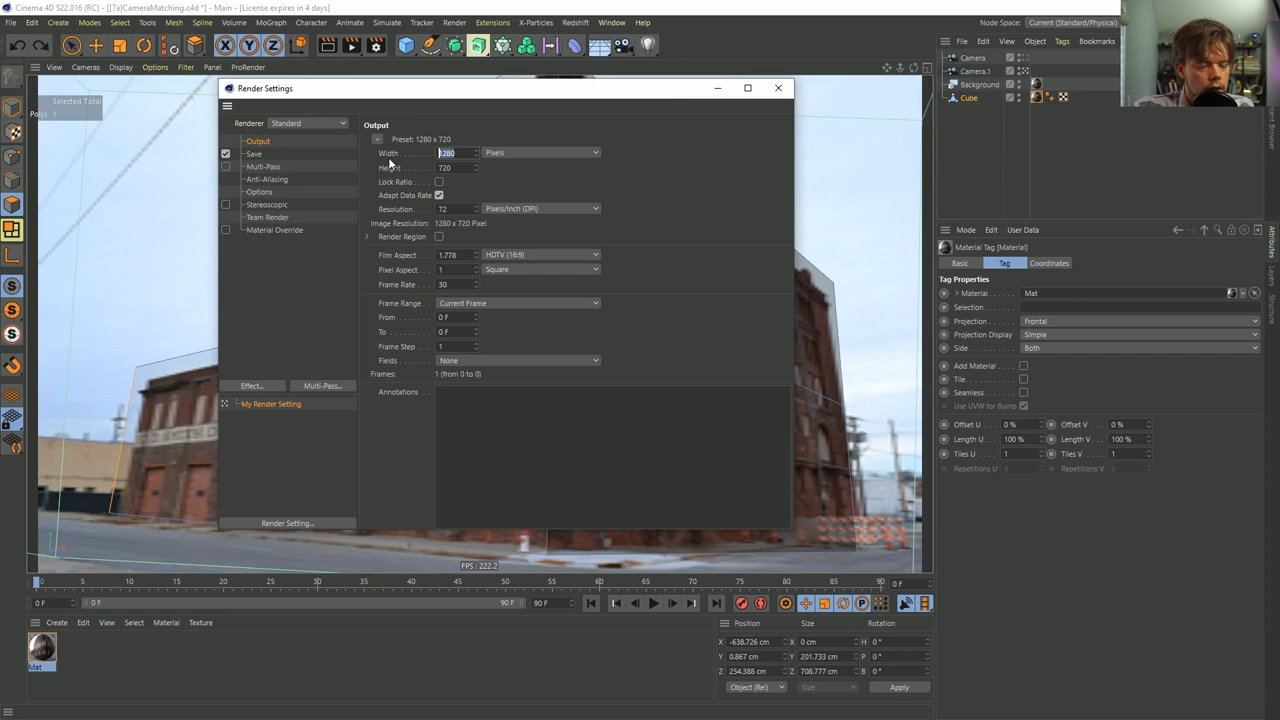 Cinema 4D S22.016 (RC) - [[7a]CameraMatching.c4d *] - Main - [License expires in 4 days]
File Edit Create Modes Select Tools Mesh Spline Volume MoGraph Character Animate Simulate Tracker Render Extensions X-Particles Redshift Window Help
Node Space: Current (Standard/Physical)
File Edit View Object Tags Bookmarks
View Cameras Display Options Filter Panel ProRender
Camera
Camera.1
Background
Cube
Selected Total
Polys 1
Render Settings
Renderer Standard
Output
Save
Multi-Pass
Anti-Aliasing
Options
Stereoscopic
Team Render
Material Override
Effect... Multi-Pass...
My Render Setting
Render Setting...
Output
Preset: 1280 x 720
Width 1280 Pixels
Height 720
Lock Ratio
Adapt Data Rate
Resolution 72 Pixels/Inch (DPI)
Image Resolution: 1280 x 720 Pixel
Render Region
Film Aspect 1.778 HDTV (16:9)
Pixel Aspect 1 Square
Frame Rate 30
Frame Range Current Frame
From 0 F
To 0 F
Frame Step 1
Fields None
Frames: 1 (from 0 to 0)
Annotations
Mode Edit User Data
Material Tag [Material]
Basic Tag Coordinates
Tag Properties
Material Mat
Selection
Projection Frontal
Projection Display Simple
Side Both
Add Material
Tile
Seamless
Use UVW for Bump
Offset U 0 % Offset V 0 %
Length U 100 % Length V 100 %
Tiles U 1 Tiles V 1
Repetitions U 0 Repetitions V 0
Content Browser
Attributes
Structure
FPS : 222.2
0 5 10 15 20 25 30 35 40 45 50 55 60 65 70 75 80 85 90 0 F
0 F 0 F 90 F 90 F
Create Edit View Select Material Texture
Mat
Position Size Rotation
X -638.726 cm X 0 cm H 0 °
Y 0.867 cm Y 201.733 cm P 0 °
Z 254.388 cm Z 708.777 cm B 0 °
Object (Rel) Size Apply